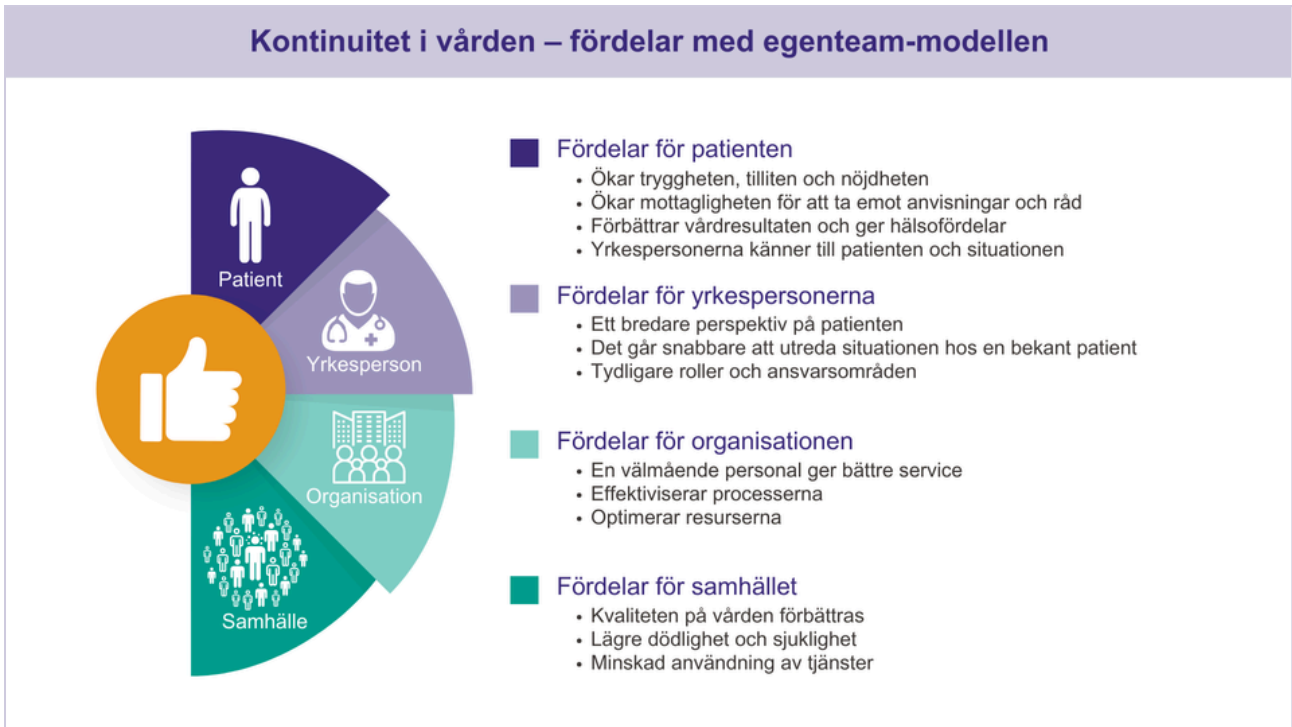 Kontinuitet i vården – fördelar med egenteam-modellen
Patient
Yrkesperson
Organisation
Samhälle
Fördelar för patienten
• Ökar tryggheten, tilliten och nöjdheten
• Ökar mottagligheten för att ta emot anvisningar och råd
• Förbättrar vårdresultaten och ger hälsofördelar
• Yrkespersonerna känner till patienten och situationen
Fördelar för yrkespersonerna
• Ett bredare perspektiv på patienten
• Det går snabbare att utreda situationen hos en bekant patient
• Tydligare roller och ansvarsområden
Fördelar för organisationen
• En välmående personal ger bättre service
• Effektiviserar processerna
• Optimerar resurserna
Fördelar för samhället
• Kvaliteten på vården förbättras
• Lägre dödlighet och sjuklighet
• Minskad användning av tjänster